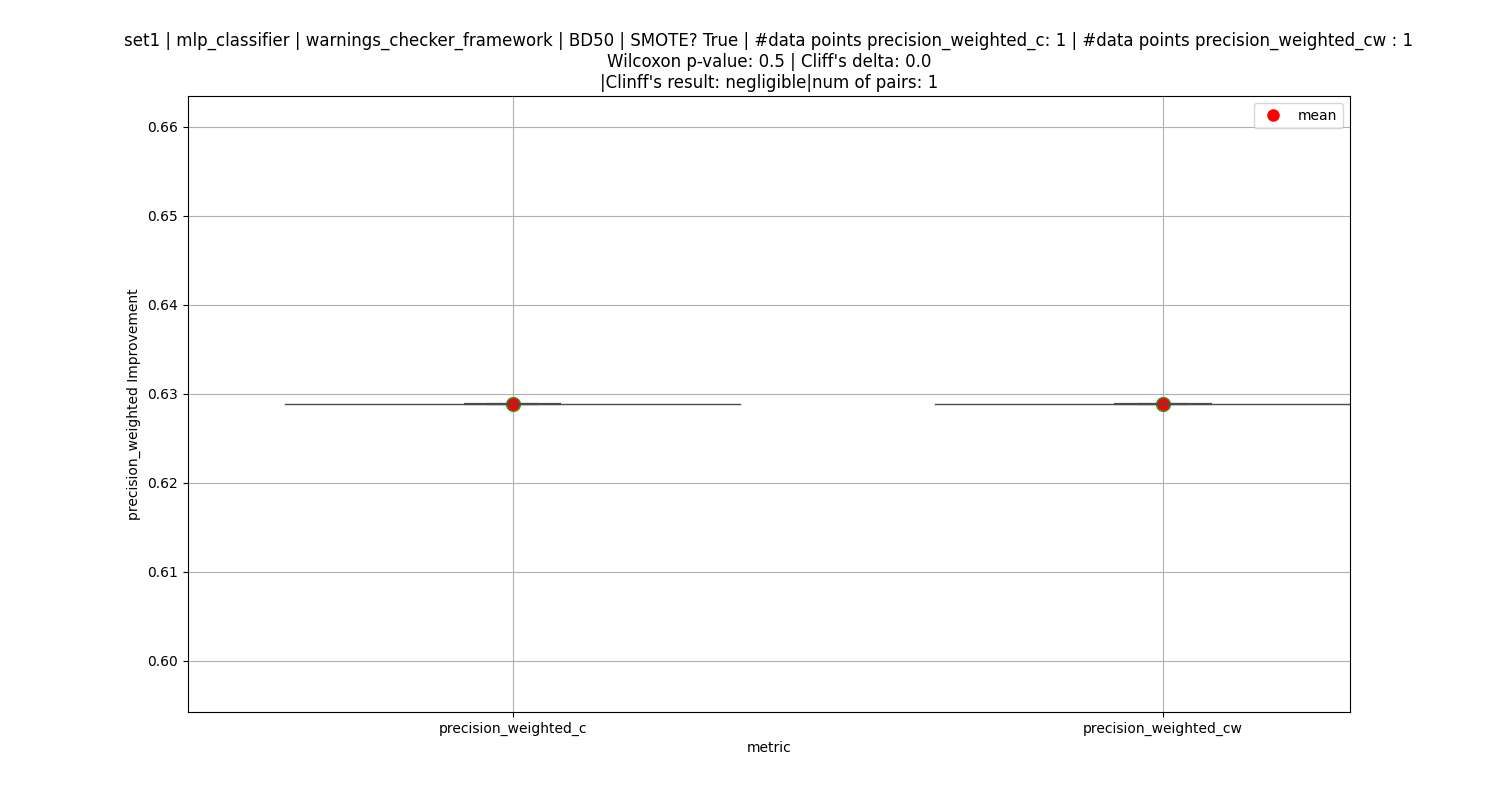 set1 | mlp_classifier | warnings_checker_framework | BD50 | SMOTE? True | #data points precision_weighted_c: 1 | #data points precision_weighted_cw : 1
Wilcoxon p-value: 0.5 | Cliff's delta: 0.0
|Clinff's result: negligible|num of pairs: 1
mean
0.66
0.65
0.64
0.63
0.62
0.61
0.60
precision_weighted Improvement
precision_weighted_c
precision_weighted_cw
metric